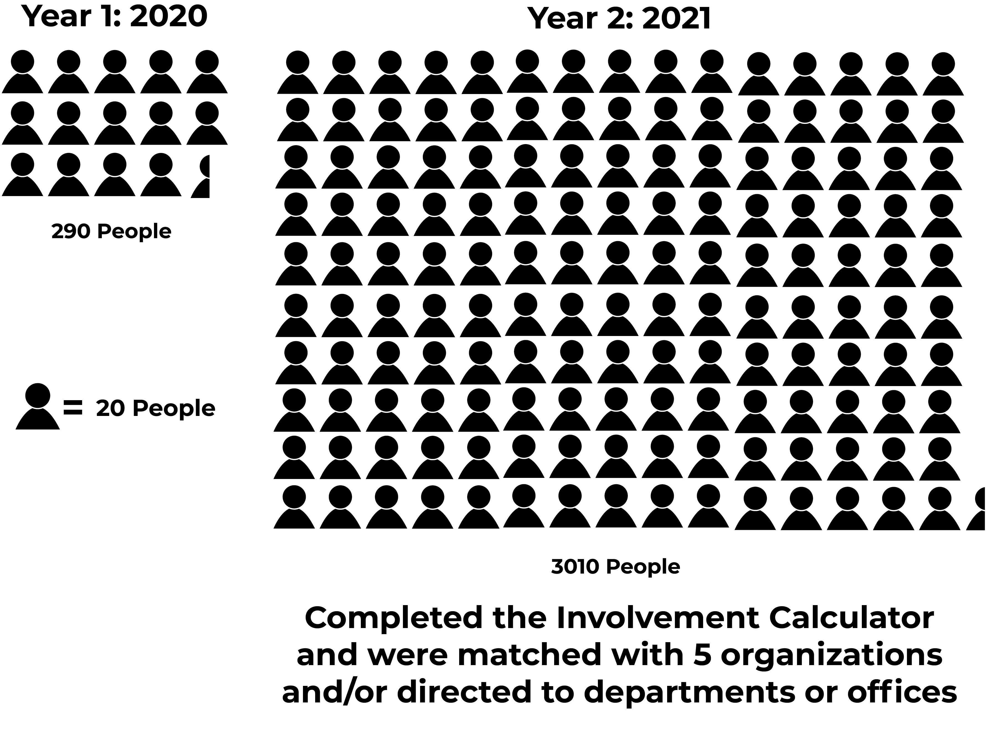 Year 1: 2020
Year 2: 2021
290 People
= 20 People
3010 People
Completed the Involvement Calculator
and were matched with 5 organizations
and/or directed to departments or offices